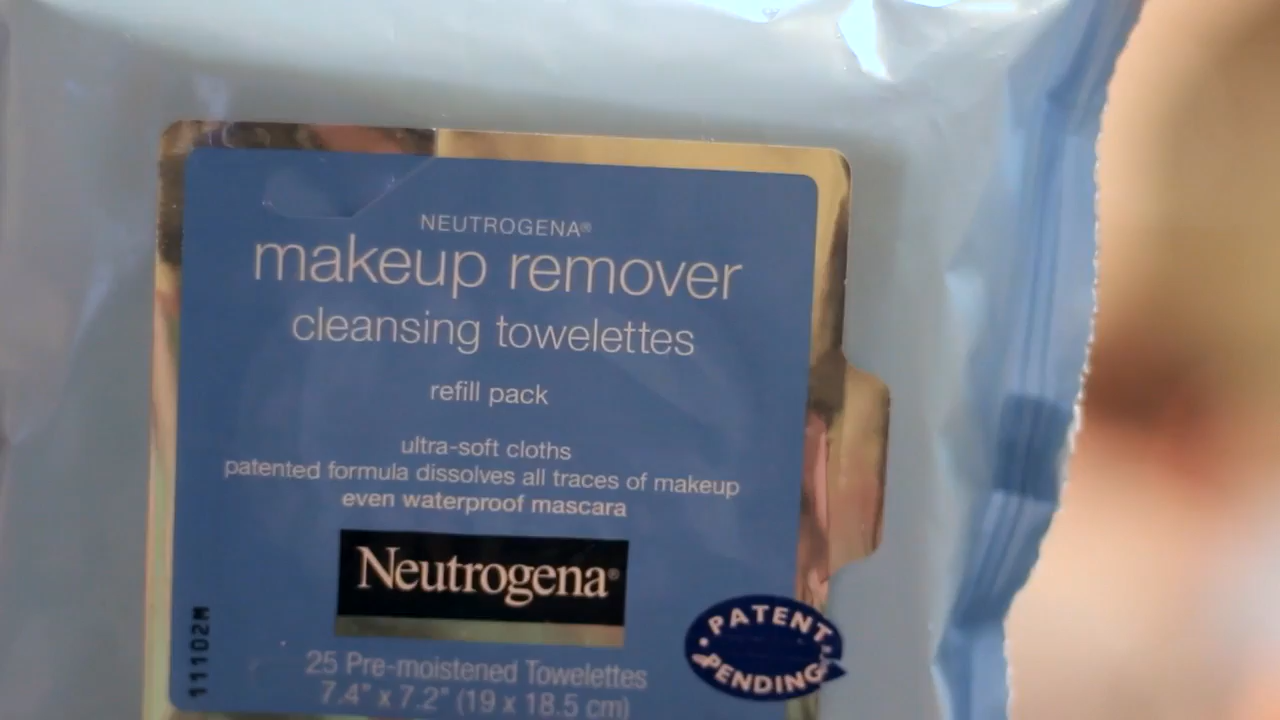 NEUTROGENA®
makeup remover
cleansing towelettes
refill pack
ultra-soft cloths
patented formula dissolves all traces of makeup
even waterproof mascara
Neutrogena®
PATENT
PENDING
11102M
25 Pre-moistened Towelettes
7.4" x 7.2" (19 x 18.5 cm)